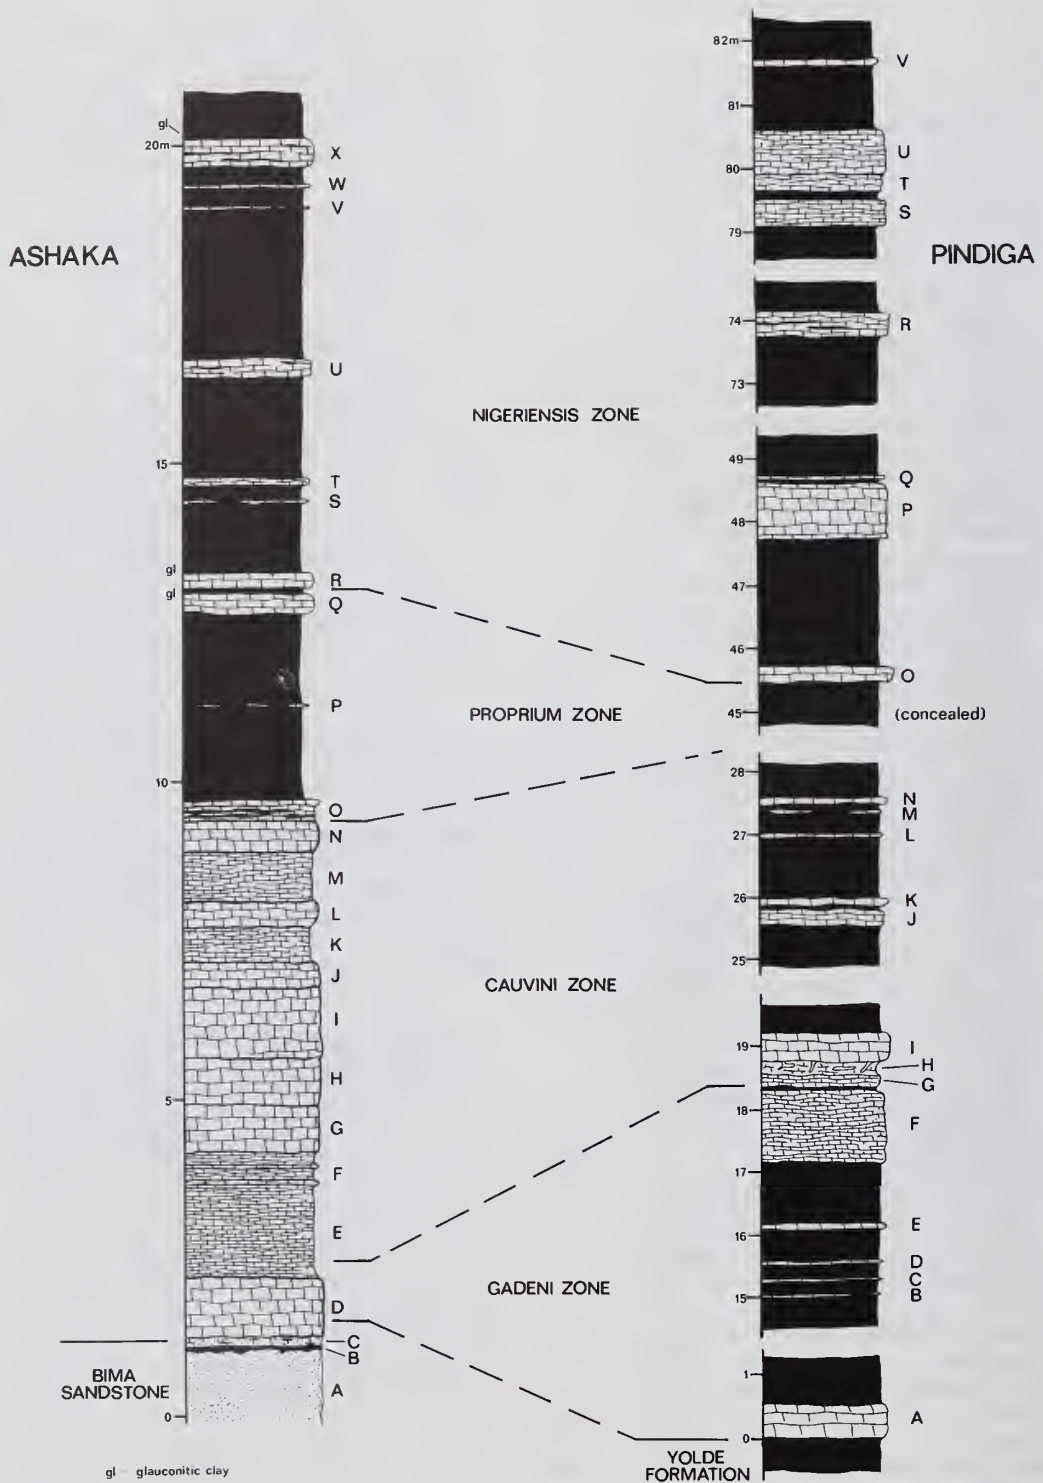 ASHAKA
gl
20m
15
gl
gl
10
5
0
X
W
V
U
T
S
R
Q
P
O
N
M
L
K
J
I
H
G
F
E
D
C
B
A
BIMA
SANDSTONE
gl glauconitic clay
NIGERIENSIS ZONE
PROPRIUM ZONE
CAUVINI ZONE
GADENI ZONE
PINDIGA
82m
81
80
79
74
73
49
48
47
46
45
28
27
26
25
19
18
17
16
15
1
0
V
U
T
S
R
Q
P
O
(concealed)
N
M
L
K
J
I
H
G
F
E
D
C
B
A
YOLDE
FORMATION